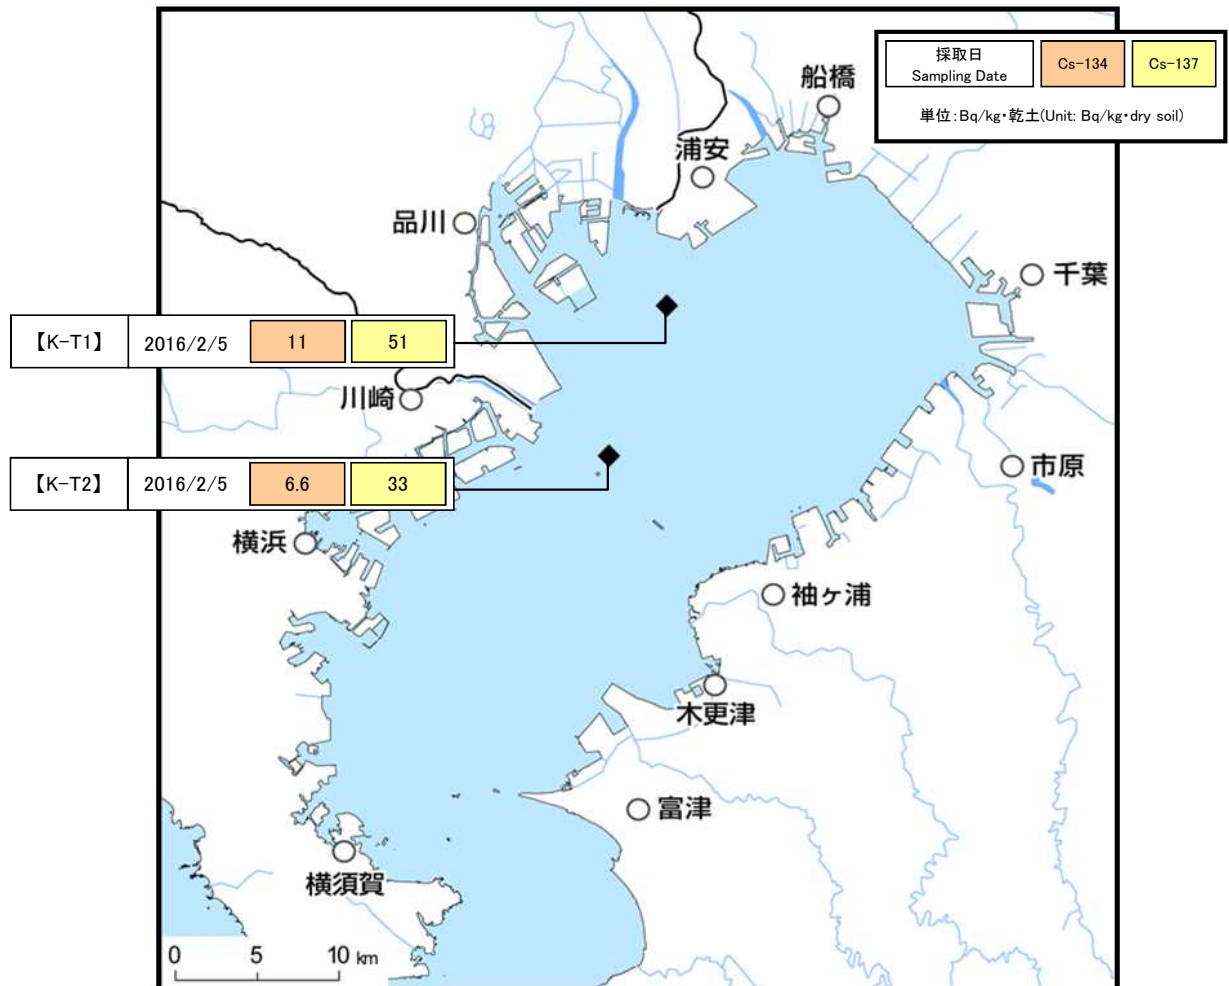 採取日
Sampling Date
Cs-134
Cs-137
単位:Bq/kg・乾土(Unit: Bq/kg・dry soil)
船橋
浦安
品川
千葉
【K-T1】 2016/2/5 11 51
川崎
市原
【K-T2】 2016/2/5 6.6 33
横浜
袖ヶ浦
木更津
富津
横須賀
0 5 10 km